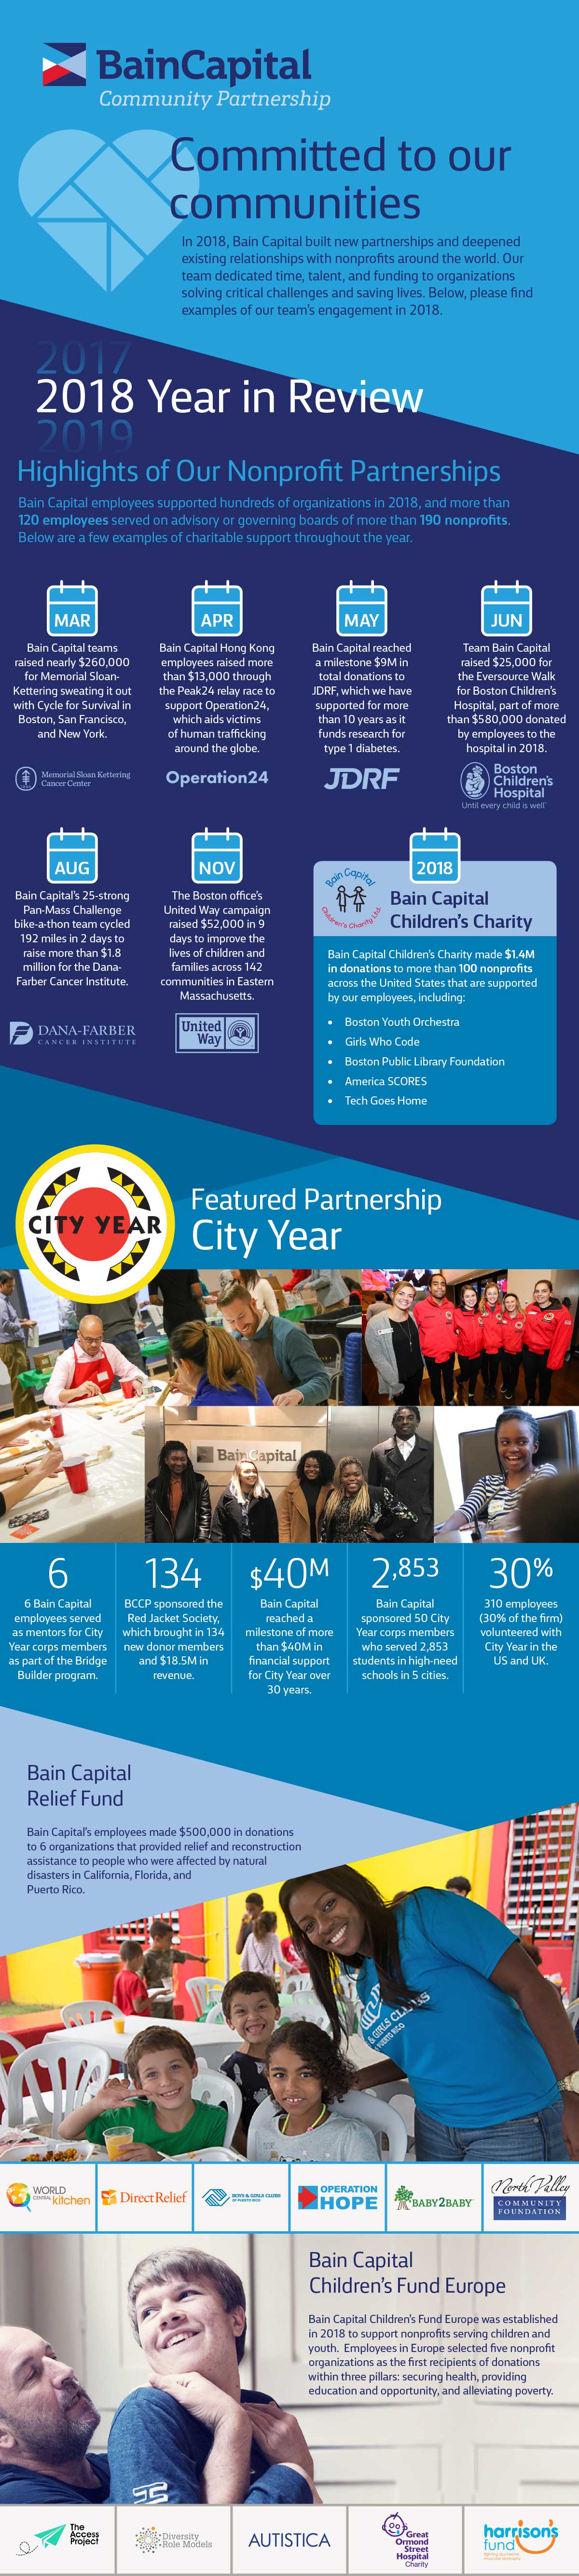 BainCapital
Community Partnership
Committed to our
communities
In 2018, Bain Capital built new partnerships and deepened
existing relationships with nonprofits around the world. Our
team dedicated time, talent, and funding to organizations
solving critical challenges and saving lives. Below, please find
examples of our team's engagement in 2018.
2017
2018 Year in Review
2019
Highlights of Our Nonprofit Partnerships
Bain Capital employees supported hundreds of organizations in 2018, and more than
120 employees served on advisory or governing boards of more than 190 nonprofits.
Below are a few examples of charitable support throughout the year.
MAR
Bain Capital teams
raised nearly $260,000
for Memorial Sloan-
Kettering sweating it out
with Cycle for Survival in
Boston, San Francisco,
and New York.
Memorial Sloan Kettering
Cancer Center
APR
Bain Capital Hong Kong
employees raised more
than $13,000 through
the Peak24 relay race to
support Operation24,
which aids victims
of human trafficking
around the globe.
Operation24
MAY
Bain Capital reached
a milestone $9M in
total donations to
JDRF, which we have
supported for more
than 10 years as it
funds research for
type 1 diabetes.
JDRF
JUN
Team Bain Capital
raised $25,000 for
the Eversource Walk
for Boston Children's
Hospital, part of more
than $580,000 donated
by employees to the
hospital in 2018.
Boston
Children's
Hospital
Until every child is well™
AUG
Bain Capital's 25-strong
Pan-Mass Challenge
bike-a-thon team cycled
192 miles in 2 days to
raise more than $1.8
million for the Dana-
Farber Cancer Institute.
DANA-FARBER
CANCER INSTITUTE
NOV
The Boston office's
United Way campaign
raised $52,000 in 9
days to improve the
lives of children and
families across 142
communities in Eastern
Massachusetts.
United
Way
2018
Bain Capital
Children's Charity Ltd.
Bain Capital
Children's Charity
Bain Capital Children's Charity made $1.4M
in donations to more than 100 nonprofits
across the United States that are supported
by our employees, including:
• Boston Youth Orchestra
• Girls Who Code
• Boston Public Library Foundation
• America SCORES
• Tech Goes Home
CITY YEAR
Featured Partnership
City Year
BainCapital
6
6 Bain Capital
employees served
as mentors for City
Year corps members
as part of the Bridge
Builder program.
134
BCCP sponsored the
Red Jacket Society,
which brought in 134
new donor members
and $18.5M in
revenue.
$40M
Bain Capital
reached a
milestone of more
than $40M in
financial support
for City Year over
30 years.
2,853
Bain Capital
sponsored 50 City
Year corps members
who served 2,853
students in high-need
schools in 5 cities.
30%
310 employees
(30% of the firm)
volunteered with
City Year in the
US and UK.
Bain Capital
Relief Fund
Bain Capital's employees made $500,000 in donations
to 6 organizations that provided relief and reconstruction
assistance to people who were affected by natural
disasters in California, Florida, and
Puerto Rico.
& GIRLS CLUBS
PUERTO RICO
WORLD
CENTRAL kitchen
Direct Relief
BOYS & GIRLS CLUBS
OF PUERTO RICO
OPERATION
HOPE
BABY2BABY
North Valley
COMMUNITY
FOUNDATION
Bain Capital
Children's Fund Europe
Bain Capital Children's Fund Europe was established
in 2018 to support nonprofits serving children and
youth. Employees in Europe selected five nonprofit
organizations as the first recipients of donations
within three pillars: securing health, providing
education and opportunity, and alleviating poverty.
The
Access
Project
Diversity
Role Models
AUTISTICA
Great
Ormond
Street
Hospital
Charity
harrison's
fund